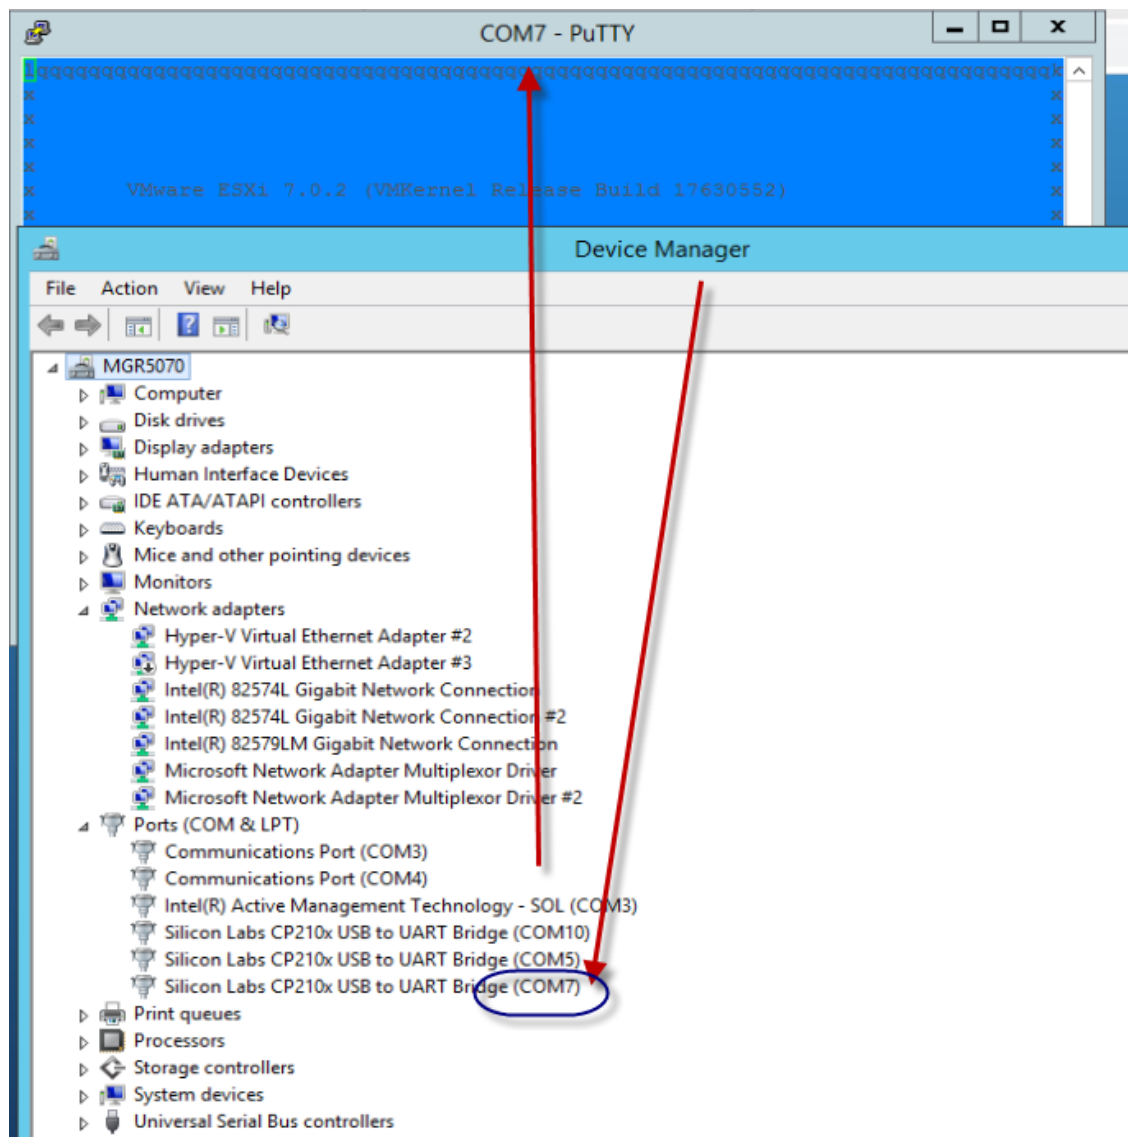 COM7 - PuTTY
lqqqqqqqqqqqqqqqqqqqqqqqqqqqqqqqqqqqqqqqqqqqqqqqqqqqqqqqqqqqqqqqqqqqqqqqqqqqqqqk
x x
x x
x x
x x
x VMware ESXi 7.0.2 (VMKernel Release Build 17630552) x
x x
Device Manager
File Action View Help
MGR5070
Computer
Disk drives
Display adapters
Human Interface Devices
IDE ATA/ATAPI controllers
Keyboards
Mice and other pointing devices
Monitors
Network adapters
Hyper-V Virtual Ethernet Adapter #2
Hyper-V Virtual Ethernet Adapter #3
Intel(R) 82574L Gigabit Network Connection
Intel(R) 82574L Gigabit Network Connection #2
Intel(R) 82579LM Gigabit Network Connection
Microsoft Network Adapter Multiplexor Driver
Microsoft Network Adapter Multiplexor Driver #2
Ports (COM & LPT)
Communications Port (COM3)
Communications Port (COM4)
Intel(R) Active Management Technology - SOL (COM3)
Silicon Labs CP210x USB to UART Bridge (COM10)
Silicon Labs CP210x USB to UART Bridge (COM5)
Silicon Labs CP210x USB to UART Bridge (COM7)
Print queues
Processors
Storage controllers
System devices
Universal Serial Bus controllers